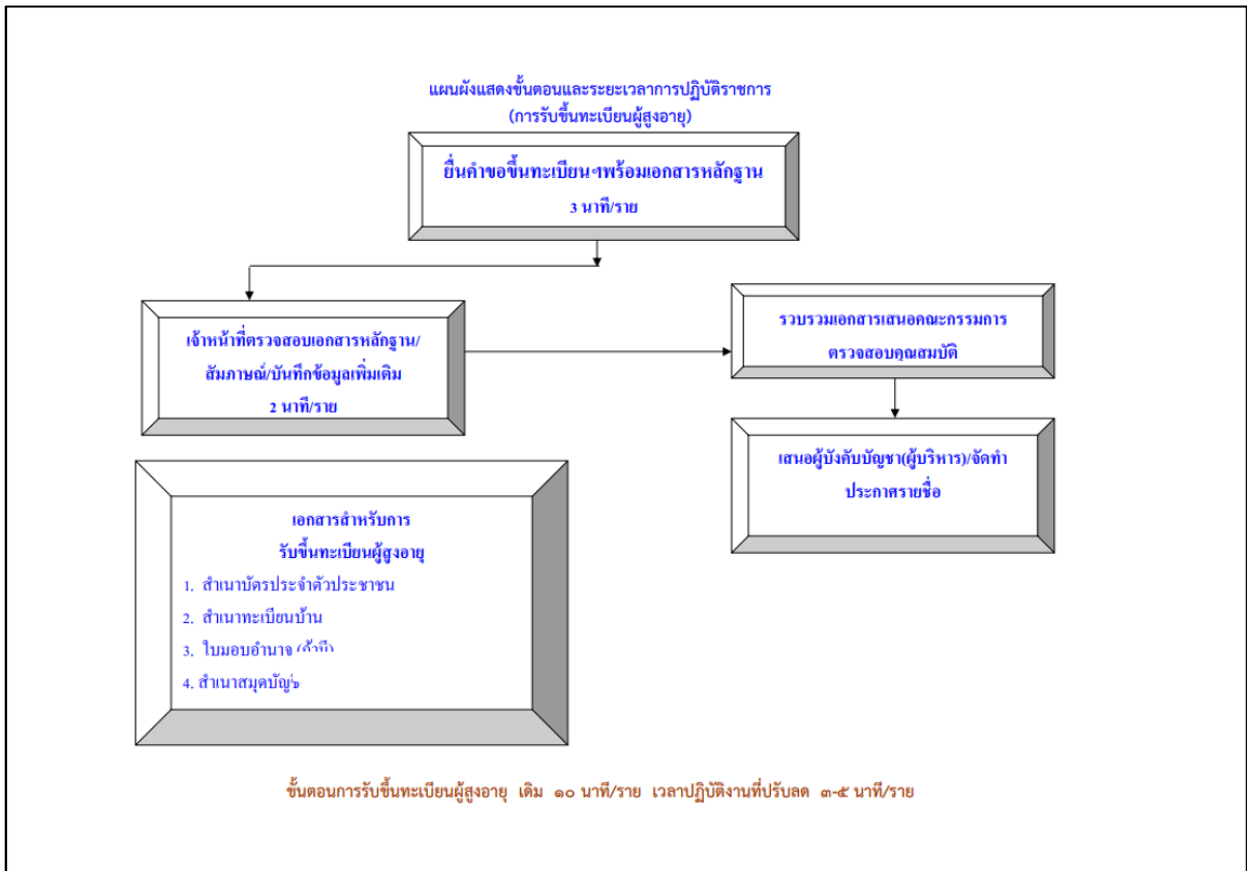 แผนผังแสดงขั้นตอนและระยะเวลาการปฏิบัติราชการ
(การรับขึ้นทะเบียนผู้สูงอายุ)
ยื่นคำขอขึ้นทะเบียนฯพร้อมเอกสารหลักฐาน
3 นาที/ราย
เจ้าหน้าที่ตรวจสอบเอกสารหลักฐาน/
สัมภาษณ์/บันทึกข้อมูลเพิ่มเติม
2 นาที/ราย
รวบรวมเอกสารเสนอคณะกรรมการ
ตรวจสอบคุณสมบัติ
เสนอผู้บังคับบัญชา(ผู้บริหาร)/จัดทำ
ประกาศรายชื่อ
เอกสารสำหรับการ
รับขึ้นทะเบียนผู้สูงอายุ
1. สำเนาบัตรประจำตัวประชาชน
2. สำเนาทะเบียนบ้าน
3. ใบมอบอำนาจ
4. สำเนาสมุด
ขั้นตอนการรับขึ้นทะเบียนผู้สูงอายุ เดิม ๑๐ นาที/ราย เวลาปฏิบัติงานที่ปรับลด ๓-๕ นาที/ราย